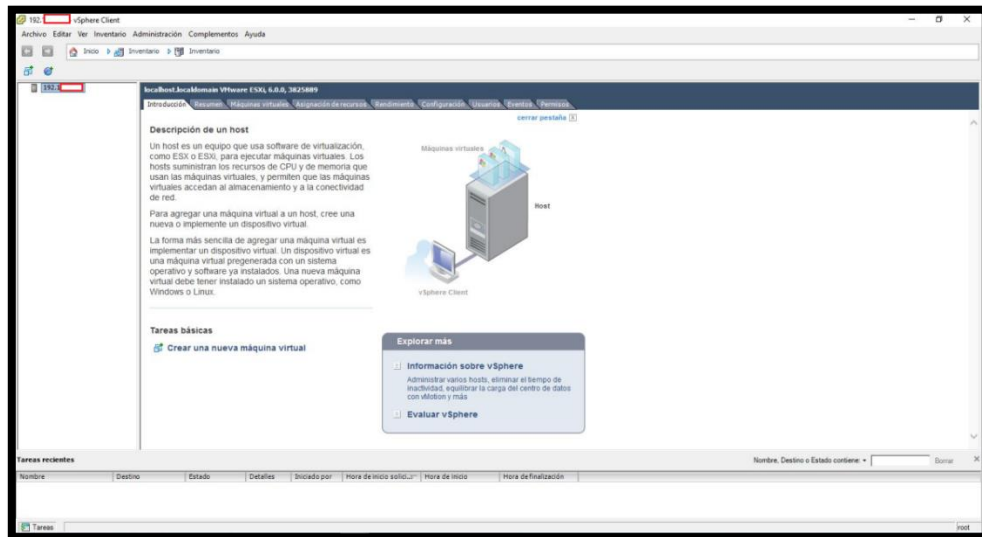 192. vSphere Client
Archivo Editar Ver Inventario Administración Complementos Ayuda
Inicio Inventario Inventario
192.1
localhost.localdomain VMware ESXi, 6.0.0, 3825889
Introducción Resumen Máquinas virtuales Asignación de recursos Rendimiento Configuración Usuarios Eventos Permisos
cerrar pestaña
Descripción de un host
Un host es un equipo que usa software de virtualización,
como ESX o ESXi, para ejecutar máquinas virtuales. Los
hosts suministran los recursos de CPU y de memoria que
usan las máquinas virtuales, y permiten que las máquinas
virtuales accedan al almacenamiento y a la conectividad
de red.
Para agregar una máquina virtual a un host, cree una
nueva o implemente un dispositivo virtual.
La forma más sencilla de agregar una máquina virtual es
implementar un dispositivo virtual. Un dispositivo virtual es
una máquina virtual pregenerada con un sistema
operativo y software ya instalados. Una nueva máquina
virtual debe tener instalado un sistema operativo, como
Windows o Linux.
Tareas básicas
Crear una nueva máquina virtual
Máquinas virtuales
Host
vSphere Client
Explorar más
Información sobre vSphere
Administrar varios hosts, eliminar el tiempo de
inactividad, equilibrar la carga del centro de datos
con vMotion y más
Evaluar vSphere
Tareas recientes
Nombre, Destino o Estado contiene: Borrar
Nombre Destino Estado Detalles Iniciado por Hora de inicio solici... Hora de inicio Hora de finalización
Tareas
root